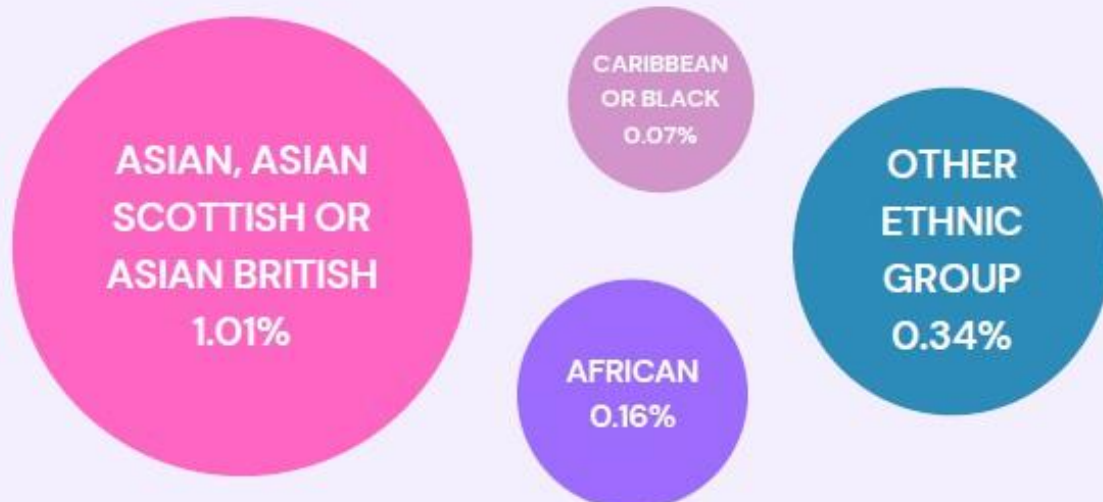 ASIAN, ASIAN
SCOTTISH OR
ASIAN BRITISH
1.01%
CARIBBEAN
OR BLACK
0.07%
AFRICAN
0.16%
OTHER
ETHNIC
GROUP
0.34%